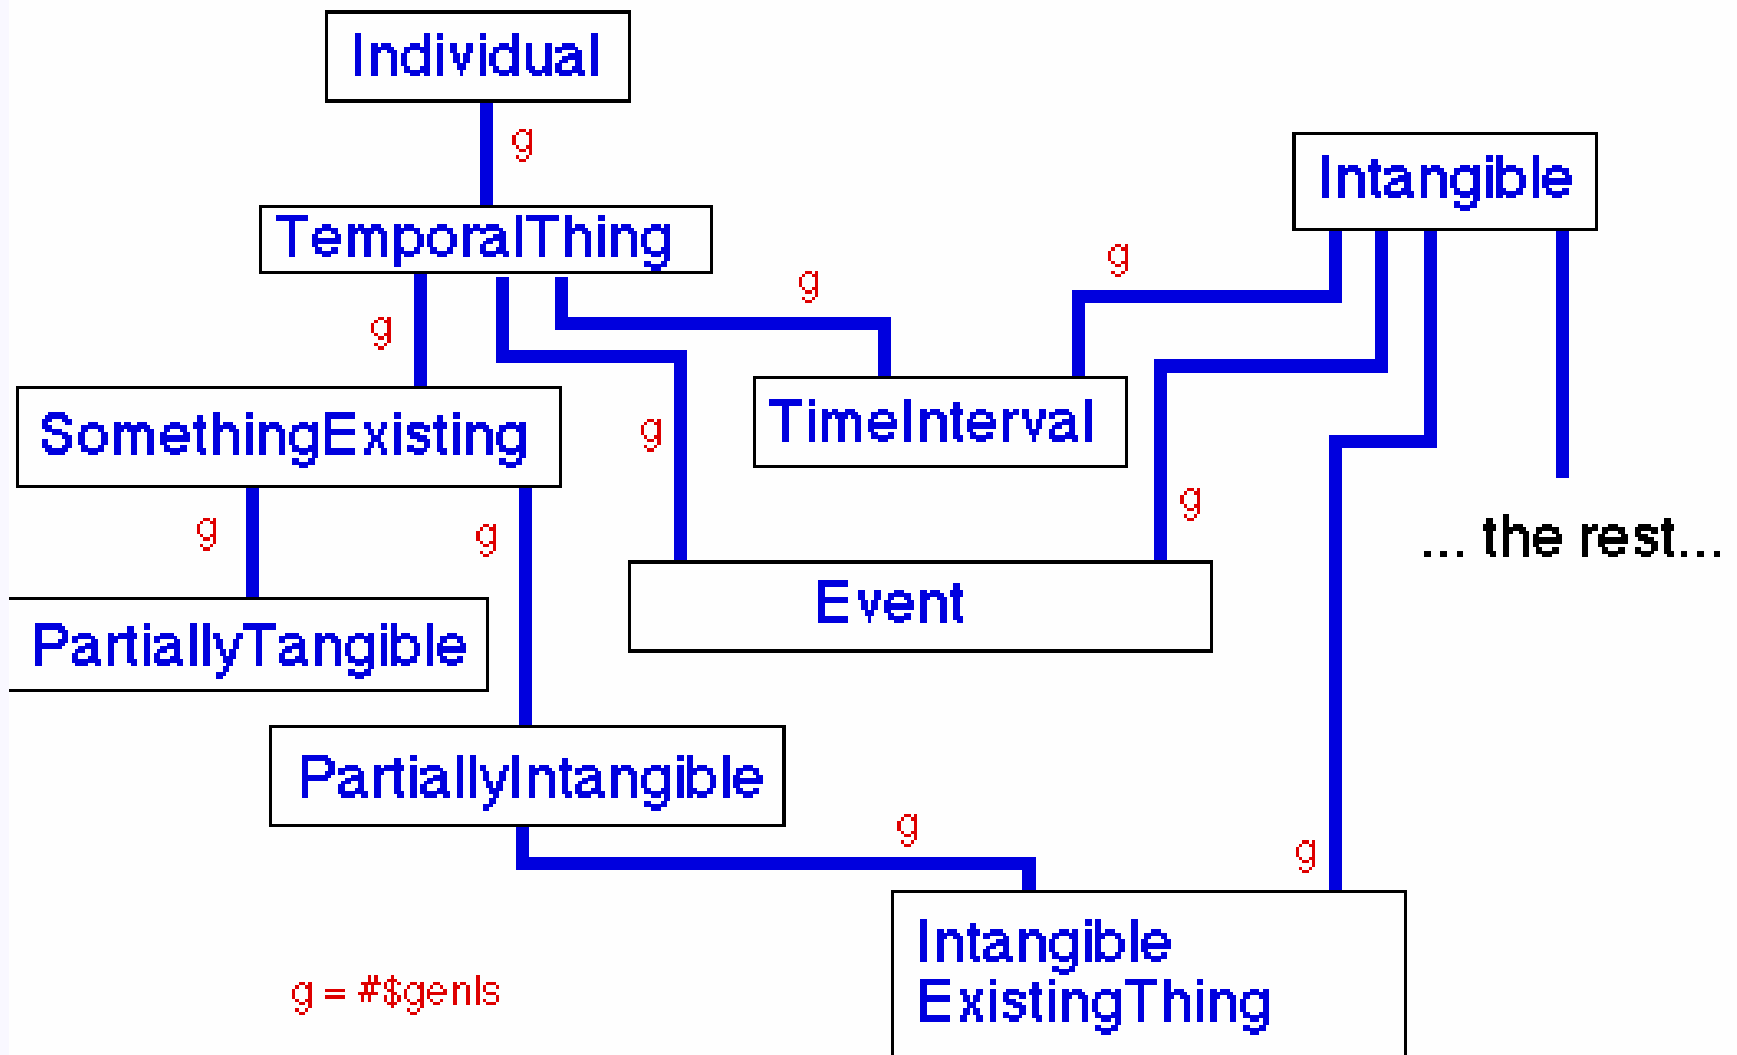 Individual
g
Intangible
TemporalThing
g
g
g
SomethingExisting
TimeInterval
g
g
g
g
... the rest...
Event
PartiallyTangible
PartiallyIntangible
g
g
Intangible
ExistingThing
g = #$genls